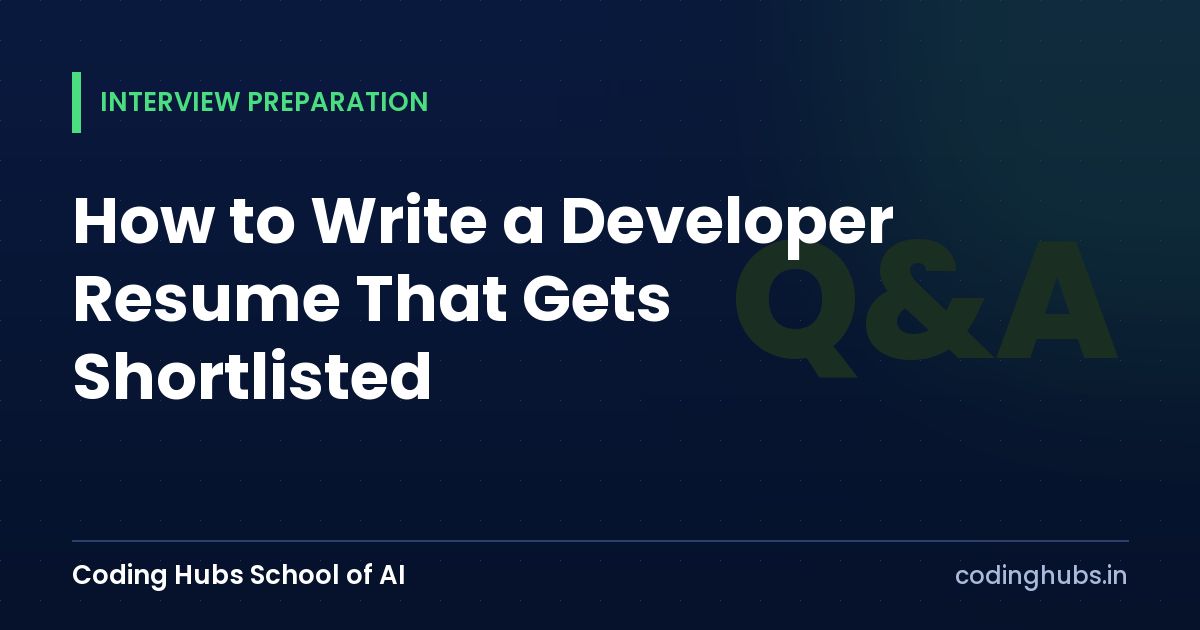 INTERVIEW PREPARATION
How to Write a Developer
Resume That Gets
Shortlisted
Q&A
Coding Hubs School of AI
codinghubs.in